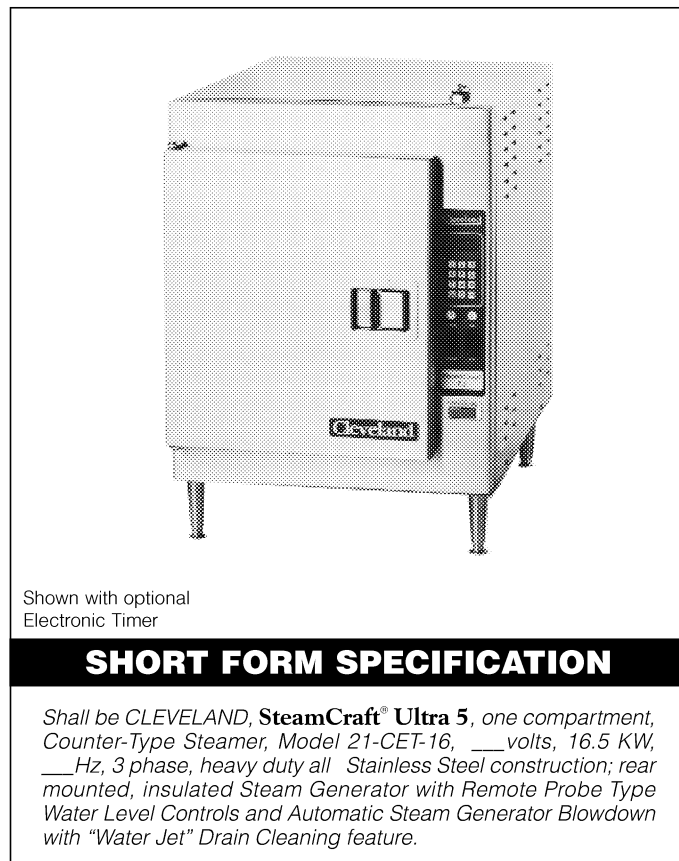 Cleveland
Shown with optional
Electronic Timer
SHORT FORM SPECIFICATION
Shall be CLEVELAND, SteamCraft® Ultra 5, one compartment,
Counter-Type Steamer, Model 21-CET-16, ___volts, 16.5 KW,
___Hz, 3 phase, heavy duty all Stainless Steel construction; rear
mounted, insulated Steam Generator with Remote Probe Type
Water Level Controls and Automatic Steam Generator Blowdown
with “Water Jet” Drain Cleaning feature.